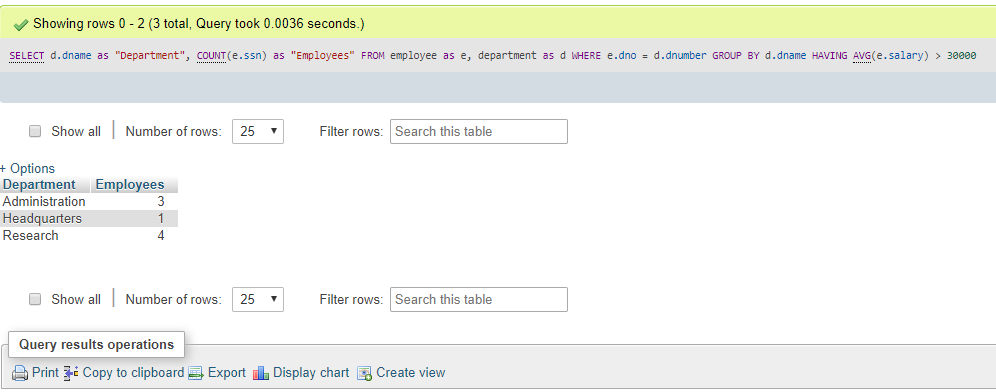 Showing rows 0 - 2 (3 total, Query took 0.0036 seconds.)
SELECT d.dname as "Department", COUNT(e.ssn) as "Employees" FROM employee as e, department as d WHERE e.dno = d.dnumber GROUP BY d.dname HAVING AVG(e.salary) > 30000
Show all | Number of rows: 25 Filter rows: Search this table
+ Options
Department Employees
Administration 3
Headquarters 1
Research 4
Show all | Number of rows: 25 Filter rows: Search this table
Query results operations
Print Copy to clipboard Export Display chart Create view